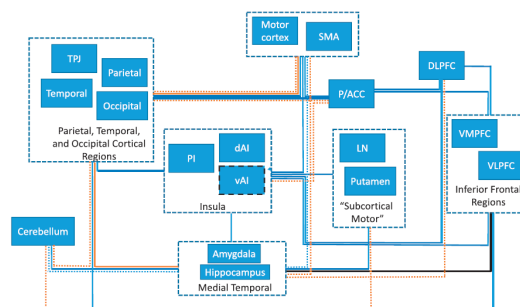 Motor
cortex
SMA
TPJ
Parietal
Temporal
Occipital
Parietal, Temporal,
and Occipital Cortical
Regions
P/ACC
DLPFC
VMPFC
VLPFC
Inferior Frontal
Regions
PI
dAI
vAI
Insula
LN
Putamen
“Subcortical
Motor”
Cerebellum
Amygdala
Hippocampus
Medial Temporal